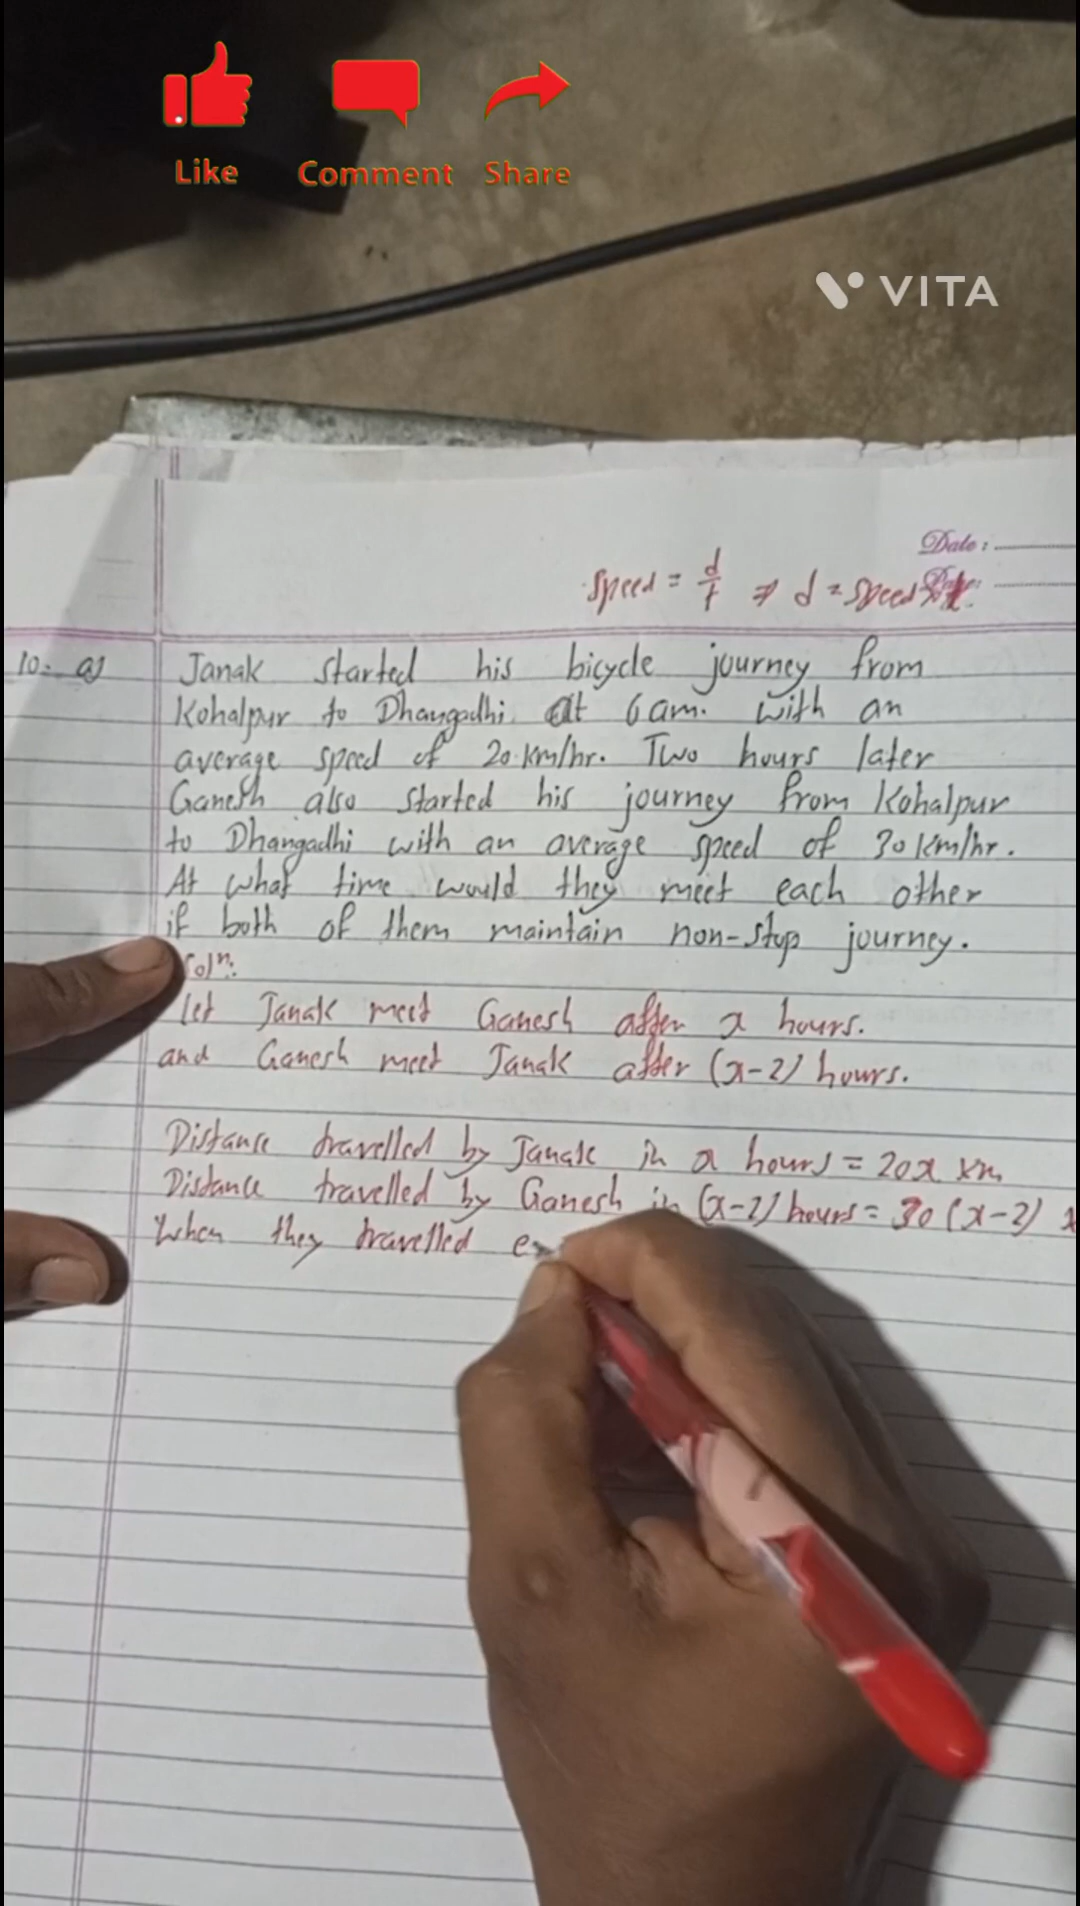 Like Comment Share
VITA
Date:
speed = d/t ⇒ d = speed × t.
10. a) Janak started his bicycle journey from
Kohalpur to Dhangadhi at 6 am. with an
average speed of 20 km/hr. Two hours later
Ganesh also started his journey from Kohalpur
to Dhangadhi with an average speed of 30 km/hr.
At what time would they meet each other
if both of them maintain non-stop journey.
Solⁿ:
Let Janak meet Ganesh after x hours.
and Ganesh meet Janak after (x-2) hours.
Distance travelled by Janak in x hours = 20x km
Distance travelled by Ganesh in (x-2) hours = 30 (x-2)
When they travelled